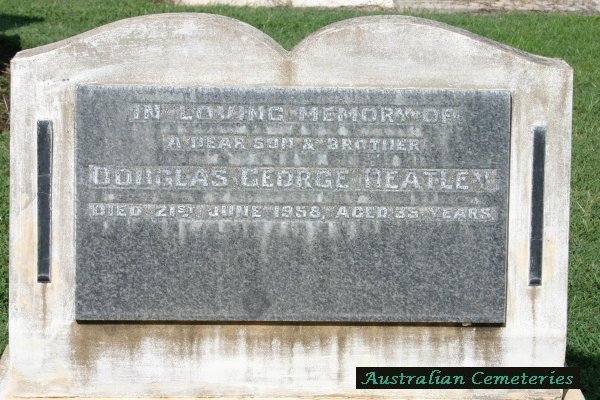 IN LOVING MEMORY OF
A DEAR SON & BROTHER
DOUGLAS GEORGE HEATLEY
DIED 21ST JUNE 1958, AGED 35 YEARS
Australian Cemeteries